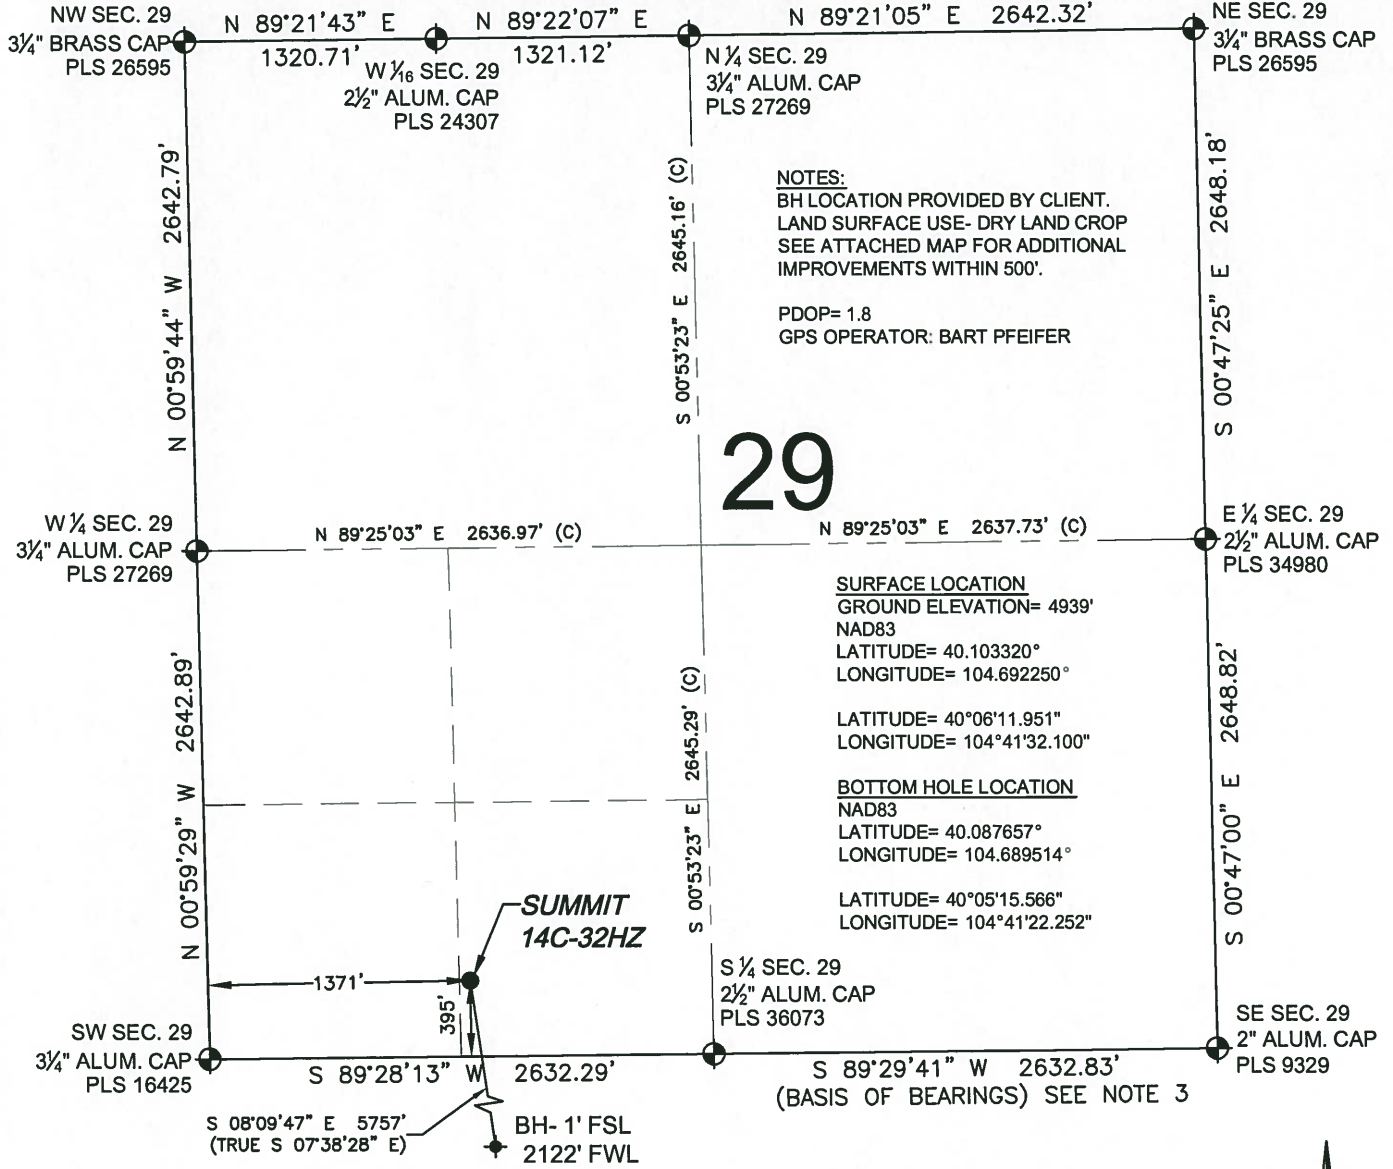 NW SEC. 29
3¼" BRASS CAP
PLS 26595
N 89°21'43" E
1320.71'
W 1⁄16 SEC. 29
2½" ALUM. CAP
PLS 24307
N 89°22'07" E
1321.12'
N ¼ SEC. 29
3¼" ALUM. CAP
PLS 27269
N 89°21'05" E 2642.32'
NE SEC. 29
3¼" BRASS CAP
PLS 26595
N 00°59'44" W 2642.79'
S 00°53'23" E 2645.16' (C)
NOTES:
BH LOCATION PROVIDED BY CLIENT.
LAND SURFACE USE- DRY LAND CROP
SEE ATTACHED MAP FOR ADDITIONAL
IMPROVEMENTS WITHIN 500'.
PDOP= 1.8
GPS OPERATOR: BART PFEIFER
S 00°47'25" E 2648.18'
29
W ¼ SEC. 29
3¼" ALUM. CAP
PLS 27269
N 89°25'03" E 2636.97' (C)
N 89°25'03" E 2637.73' (C)
E ¼ SEC. 29
2½" ALUM. CAP
PLS 34980
N 00°59'29" W 2642.89'
S 00°53'23" E 2645.29' (C)
SURFACE LOCATION
GROUND ELEVATION= 4939'
NAD83
LATITUDE= 40.103320°
LONGITUDE= 104.692250°
LATITUDE= 40°06'11.951"
LONGITUDE= 104°41'32.100"
BOTTOM HOLE LOCATION
NAD83
LATITUDE= 40.087657°
LONGITUDE= 104.689514°
LATITUDE= 40°05'15.566"
LONGITUDE= 104°41'22.252"
S 00°47'00" E 2648.82'
SUMMIT
14C-32HZ
1371'
395'
SW SEC. 29
3¼" ALUM. CAP
PLS 16425
S ¼ SEC. 29
2½" ALUM. CAP
PLS 36073
SE SEC. 29
2" ALUM. CAP
PLS 9329
S 89°28'13" W 2632.29'
S 89°29'41" W 2632.83'
(BASIS OF BEARINGS) SEE NOTE 3
S 08°09'47" E 5757'
(TRUE S 07°38'28" E)
BH- 1' FSL
2122' FWL